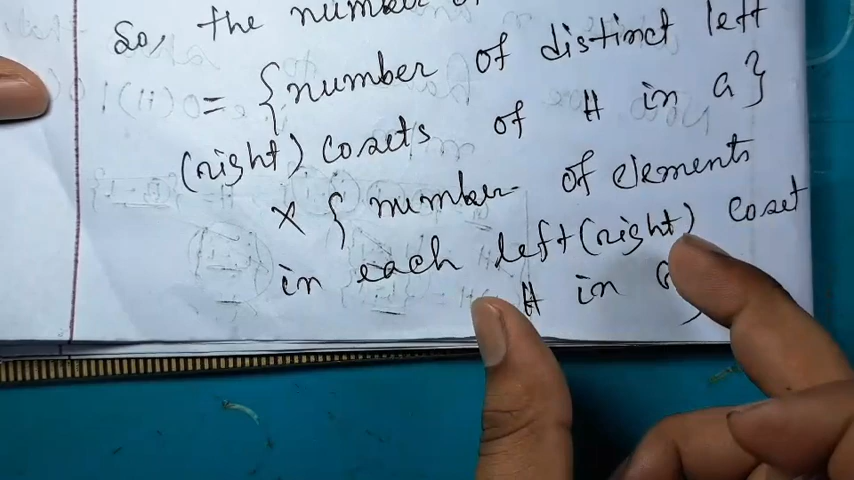 So, the number
= {number of distinct left
(right) cosets of H in G}
× { number of elements
in each left (right) coset
H in G